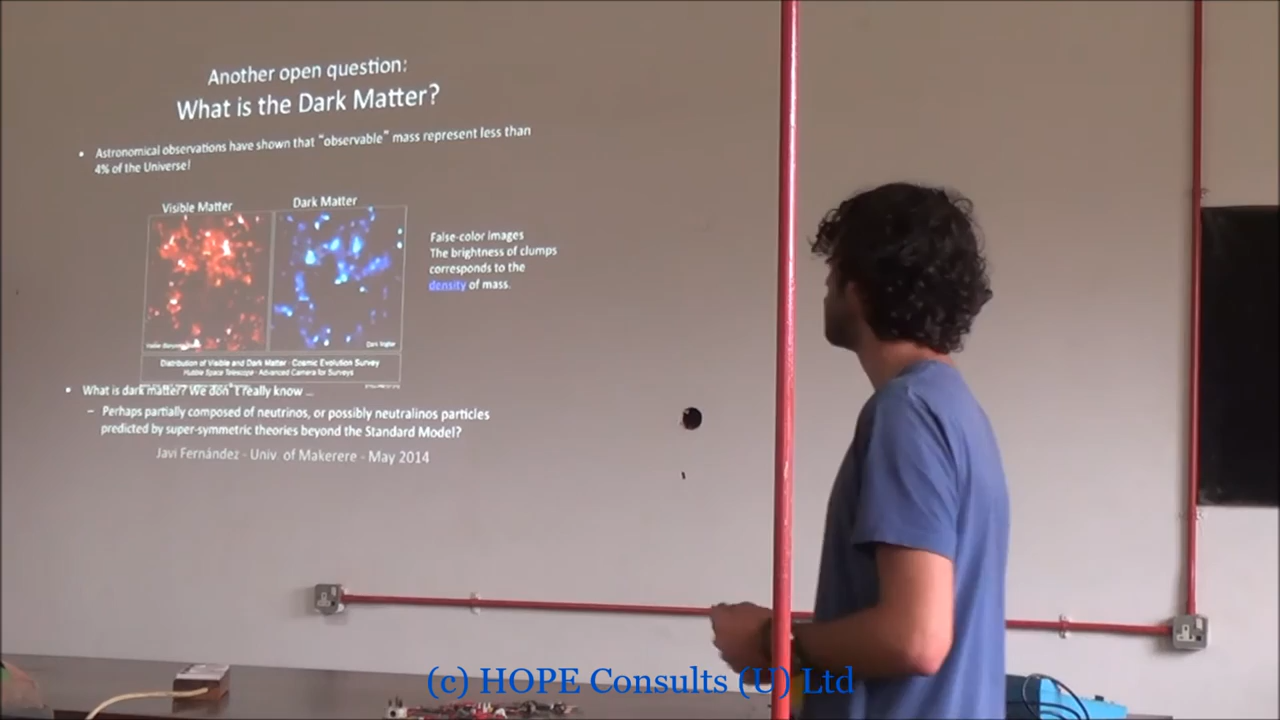 Another open question:
What is the Dark Matter?
• Astronomical observations have shown that "observable" mass represent less than
4% of the Universe!
Visible Matter
Dark Matter
False-color images
The brightness of clumps
corresponds to the
density of mass.
Dark Matter
Distribution of Visible and Dark Matter · Cosmic Evolution Survey
Hubble Space Telescope · Advanced Camera for Surveys
• What is dark matter? We don't really know ...
– Perhaps partially composed of neutrinos, or possibly neutralinos particles
predicted by super-symmetric theories beyond the Standard Model?
Javi Fernández - Univ. of Makerere - May 2014
(c) HOPE Consults (U) Ltd